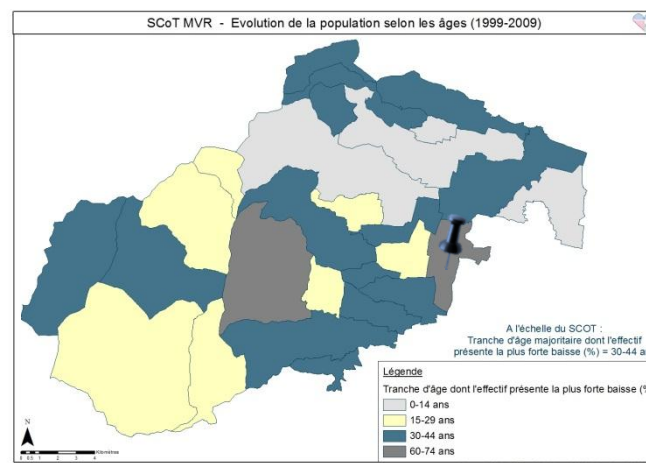 SCoT MVR - Evolution de la population selon les âges (1999-2009)
A l'échelle du SCOT :
Tranche d'âge majoritaire dont l'effectif
présente la plus forte baisse (%) = 30-44 an
Légende
Tranche d'âge dont l'effectif présente la plus forte baisse (%
0-14 ans
15-29 ans
30-44 ans
60-74 ans
N
Kilomètres